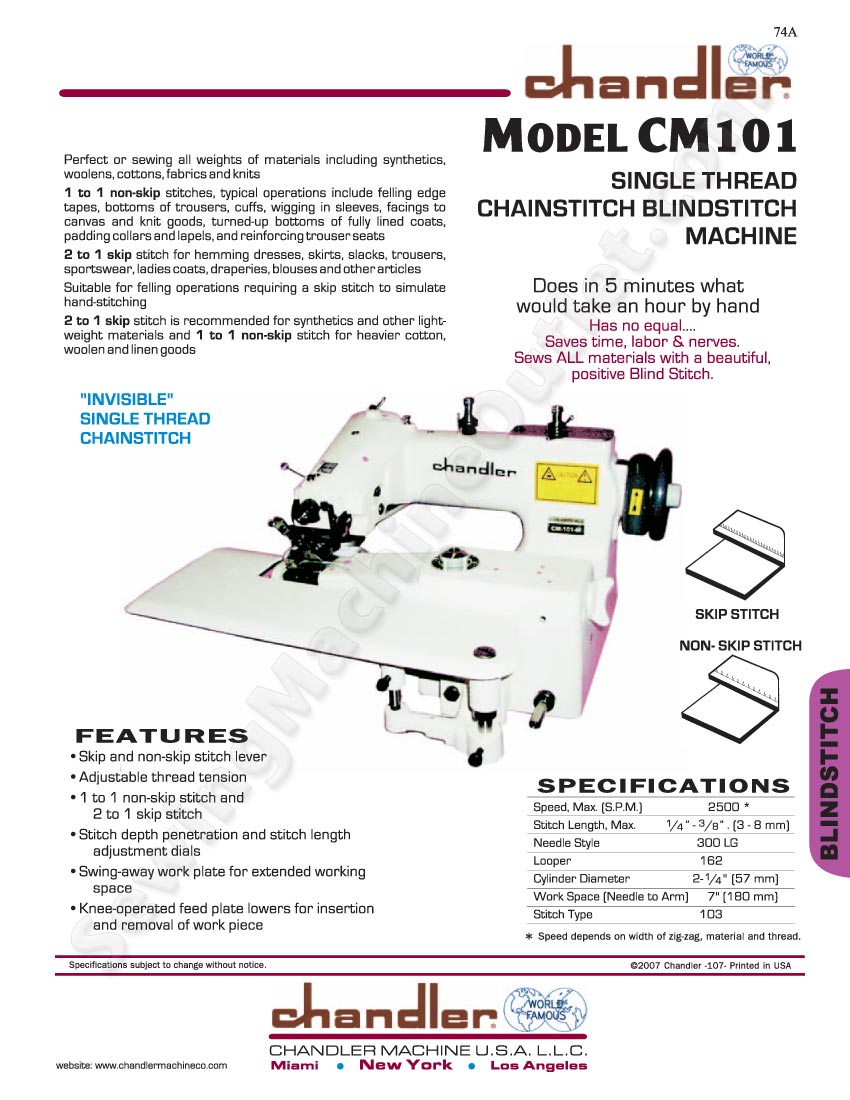 74A
chandler
WORLD
FAMOUS
®
MODEL CM101
SINGLE THREAD
CHAINSTITCH BLINDSTITCH
MACHINE
Perfect or sewing all weights of materials including synthetics,
woolens, cottons, fabrics and knits
1 to 1 non-skip stitches, typical operations include felling edge
tapes, bottoms of trousers, cuffs, wigging in sleeves, facings to
canvas and knit goods, turned-up bottoms of fully lined coats,
padding collars and lapels, and reinforcing trouser seats
2 to 1 skip stitch for hemming dresses, skirts, slacks, trousers,
sportswear, ladies coats, draperies, blouses and other articles
Suitable for felling operations requiring a skip stitch to simulate
hand-stitching
2 to 1 skip stitch is recommended for synthetics and other light-
weight materials and 1 to 1 non-skip stitch for heavier cotton,
woolen and linen goods
Does in 5 minutes what
would take an hour by hand
Has no equal....
Saves time, labor & nerves.
Sews ALL materials with a beautiful,
positive Blind Stitch.
"INVISIBLE"
SINGLE THREAD
CHAINSTITCH
chandler
CAUTION
CM-101-M
SKIP STITCH
NON- SKIP STITCH
BLINDSTITCH
FEATURES
• Skip and non-skip stitch lever
• Adjustable thread tension
• 1 to 1 non-skip stitch and
2 to 1 skip stitch
• Stitch depth penetration and stitch length
adjustment dials
• Swing-away work plate for extended working
space
• Knee-operated feed plate lowers for insertion
and removal of work piece
SPECIFICATIONS
Speed, Max. (S.P.M.) 2500 *
Stitch Length, Max. 1/4" - 3/8" . (3 - 8 mm)
Needle Style 300 LG
Looper 162
Cylinder Diameter 2-1/4" (57 mm)
Work Space (Needle to Arm) 7" (180 mm)
Stitch Type 103
* Speed depends on width of zig-zag, material and thread.
Specifications subject to change without notice. ©2007 Chandler -107- Printed in USA
chandler®
WORLD
FAMOUS
CHANDLER MACHINE U.S.A. L.L.C.
website: www.chandlermachineco.com
Miami • New York • Los Angeles
SewingMachineOutlet.com